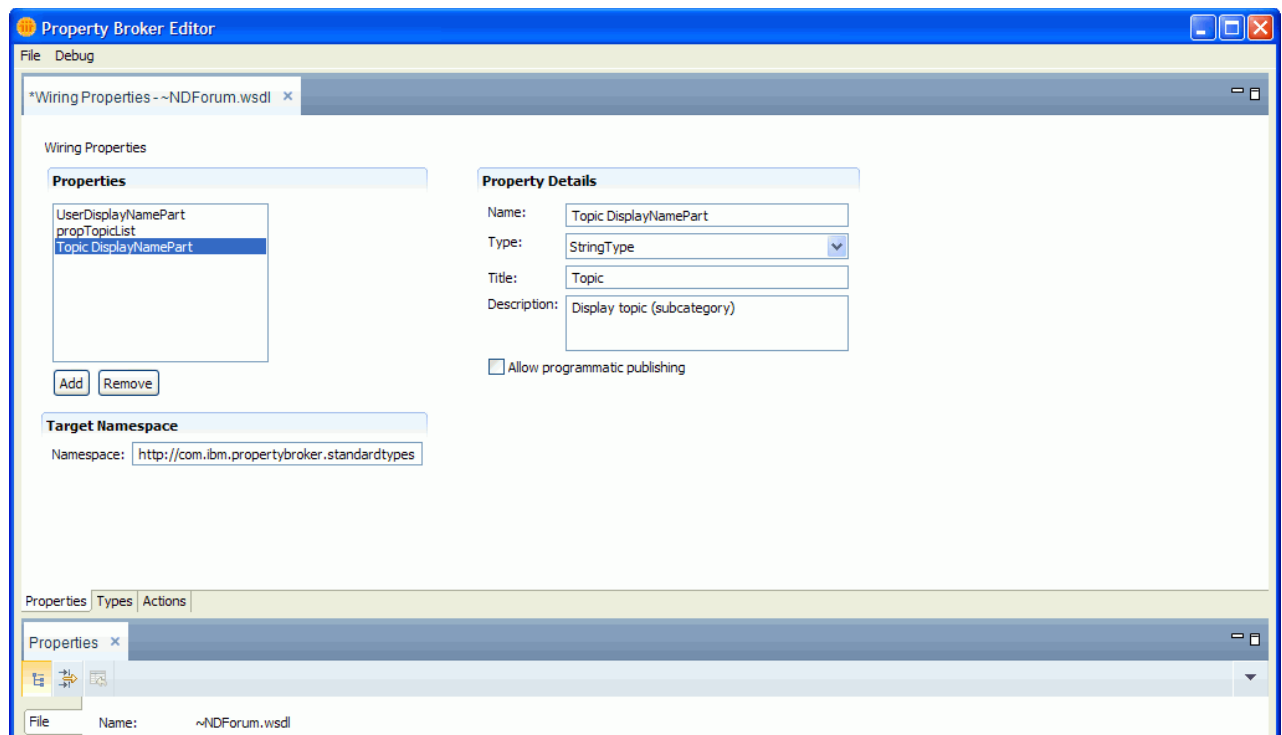 Property Broker Editor
File Debug
*Wiring Properties - ~NDForum.wsdl
Wiring Properties
Properties
UserDisplayNamePart
propTopicList
Topic DisplayNamePart
Add Remove
Target Namespace
Namespace: http://com.ibm.propertybroker.standardtypes
Property Details
Name: Topic DisplayNamePart
Type: StringType
Title: Topic
Description: Display topic (subcategory)
Allow programmatic publishing
Properties Types Actions
Properties
File Name: ~NDForum.wsdl